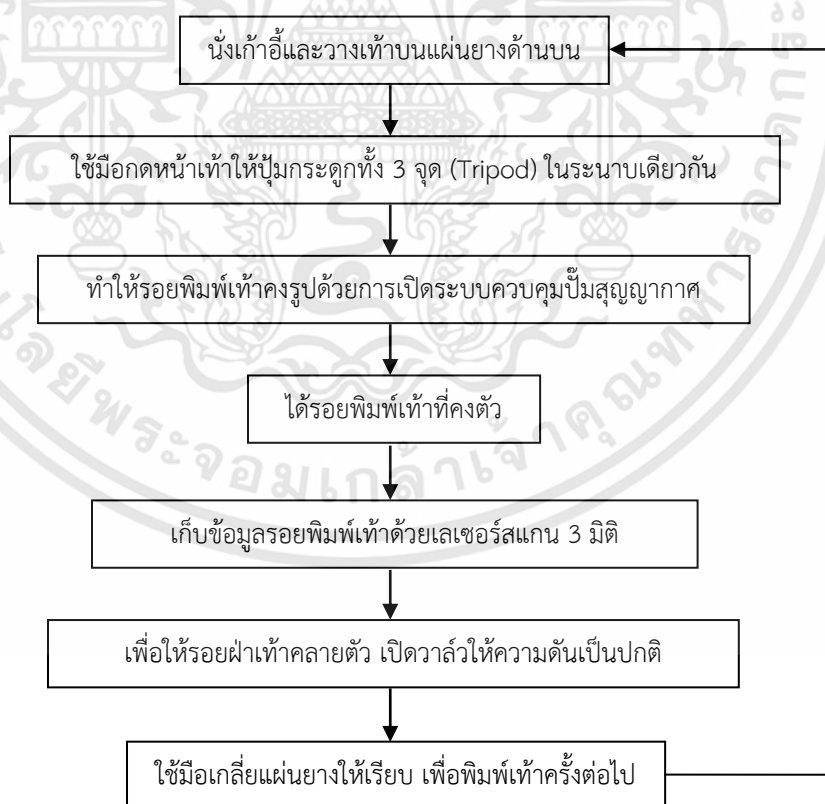 นั่งเก้าอี้และวางเท้าบนแผ่นยางด้านบน
ใช้มือกดหน้าเท้าให้ปุ่มกระดูกทั้ง 3 จุด (Tripod) ในระนาบเดียวกัน
ทำให้รอยพิมพ์เท้าคงรูปด้วยการเปิดระบบควบคุมปั๊มสุญญากาศ
ได้รอยพิมพ์เท้าที่คงตัว
เก็บข้อมูลรอยพิมพ์เท้าด้วยเลเซอร์สแกน 3 มิติ
เพื่อให้รอยฝ่าเท้าคลายตัว เปิดวาล์วให้ความดันเป็นปกติ
ใช้มือเกลี่ยแผ่นยางให้เรียบ เพื่อพิมพ์เท้าครั้งต่อไป